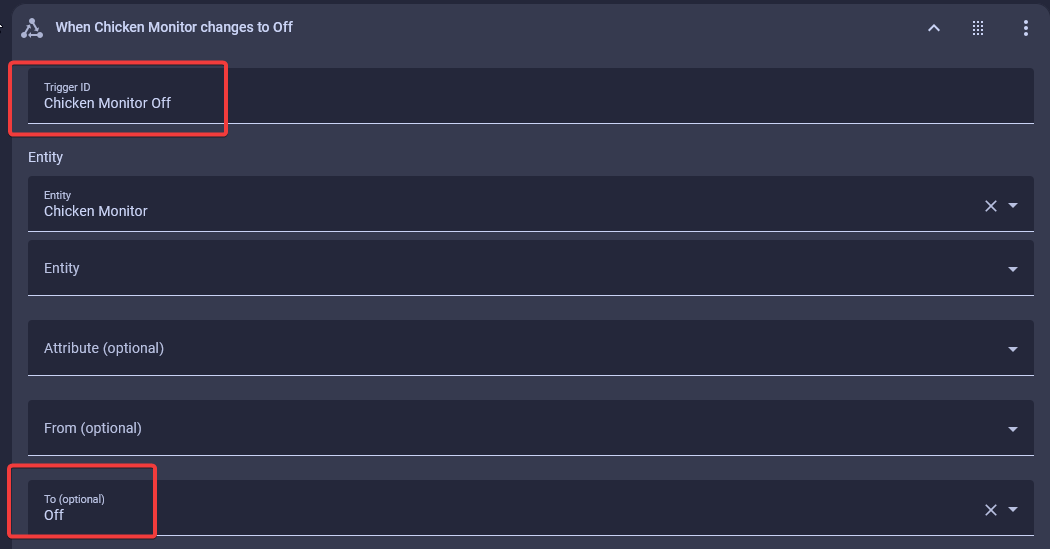 When Chicken Monitor changes to Off
Trigger ID
Chicken Monitor Off
Entity
Entity
Chicken Monitor
Entity
Attribute (optional)
From (optional)
To (optional)
Off